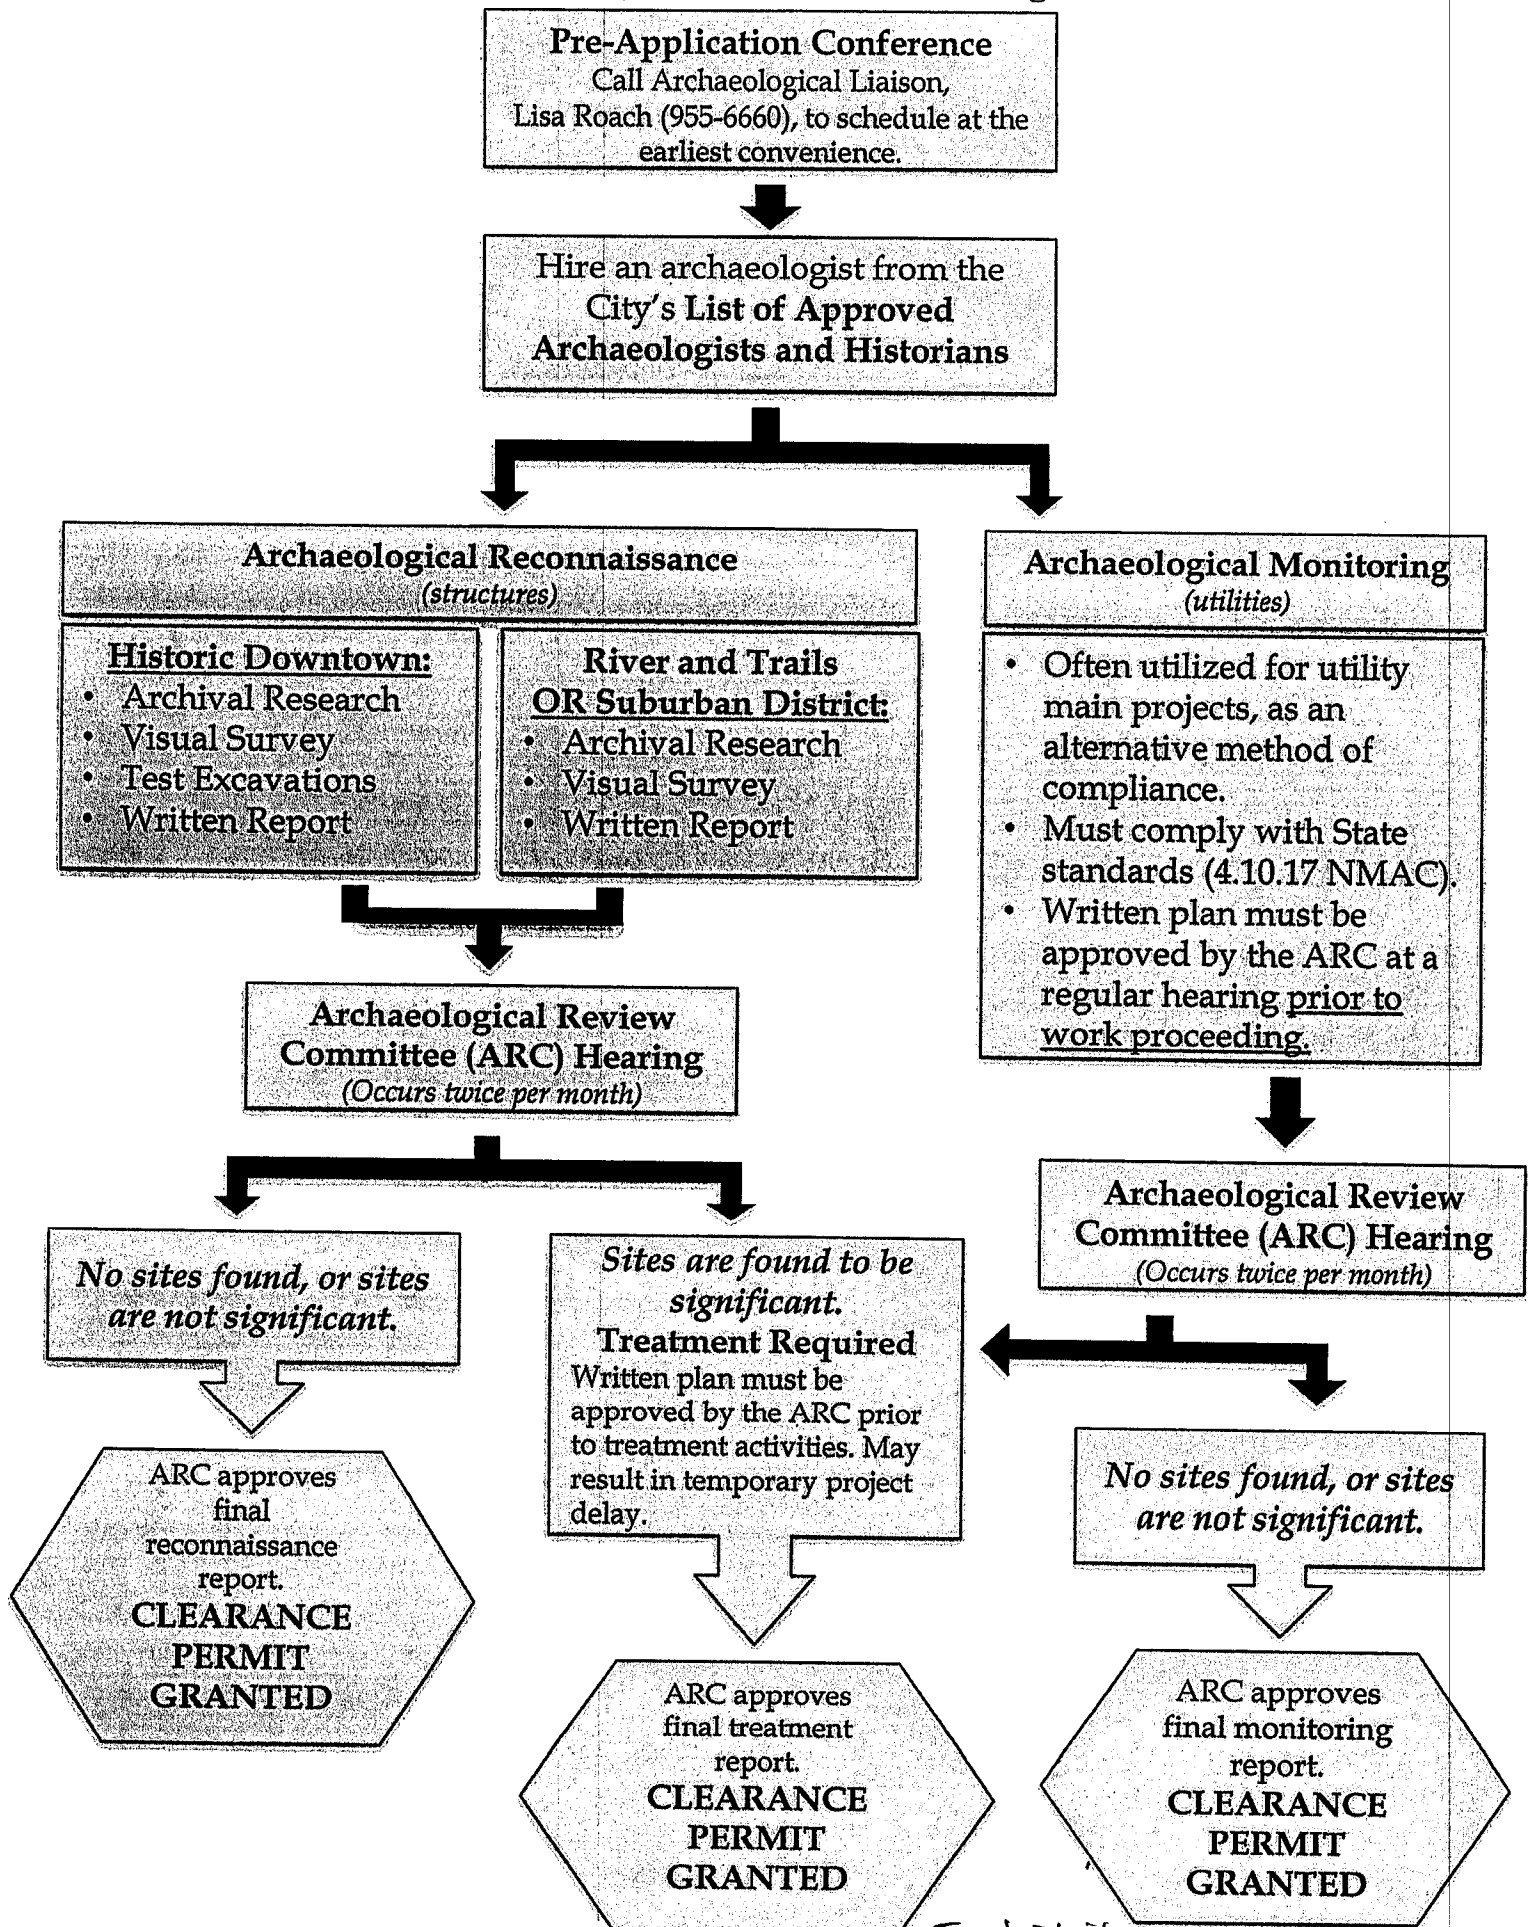 Pre-Application Conference
Call Archaeological Liaison,
Lisa Roach (955-6660), to schedule at the
earliest convenience.
Hire an archaeologist from the
City's List of Approved
Archaeologists and Historians
Archaeological Reconnaissance
(structures)
Historic Downtown:
• Archival Research
• Visual Survey
• Test Excavations
• Written Report
River and Trails
OR Suburban District:
• Archival Research
• Visual Survey
• Written Report
Archaeological Monitoring
(utilities)
• Often utilized for utility
main projects, as an
alternative method of
compliance.
• Must comply with State
standards (4.10.17 NMAC).
• Written plan must be
approved by the ARC at a
regular hearing prior to
work proceeding.
Archaeological Review
Committee (ARC) Hearing
(Occurs twice per month)
Archaeological Review
Committee (ARC) Hearing
(Occurs twice per month)
No sites found, or sites
are not significant.
Sites are found to be
significant.
Treatment Required
Written plan must be
approved by the ARC prior
to treatment activities. May
result in temporary project
delay.
No sites found, or sites
are not significant.
ARC approves
final
reconnaissance
report.
CLEARANCE
PERMIT
GRANTED
ARC approves
final treatment
report.
CLEARANCE
PERMIT
GRANTED
ARC approves
final monitoring
report.
CLEARANCE
PERMIT
GRANTED